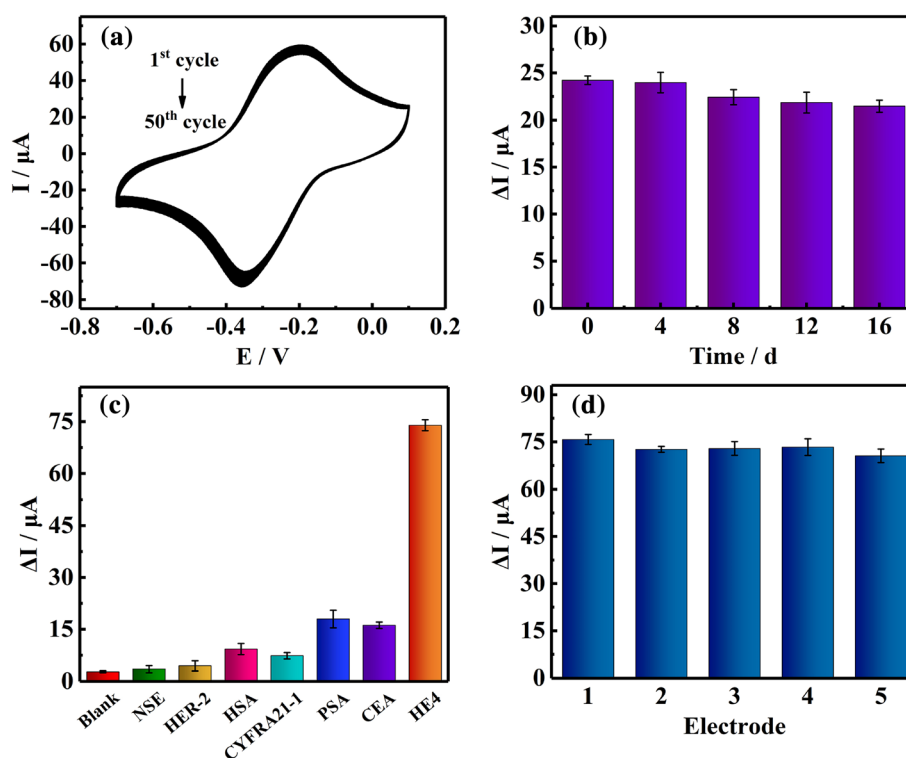 (a)
1st cycle
50th cycle
60
40
20
0
-20
-40
-60
-80
I / μA
-0.8 -0.6 -0.4 -0.2 0.0 0.2
E / V
(b)
30
25
20
15
10
5
0
ΔI / μA
0 4 8 12 16
Time / d
(c)
75
60
45
30
15
0
ΔI / μA
Blank NSE HER-2 HSA CYFRA21-1 PSA CEA HE4
(d)
90
75
60
45
30
15
0
ΔI / μA
1 2 3 4 5
Electrode